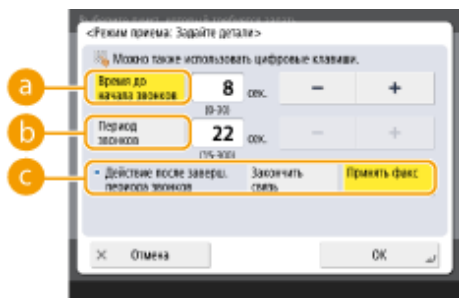 <Режим приема: Задайте детали>
Можно также использовать цифровые клавиши.
a
Время до
начала звонков
8 сек. − +
(0-30)
b
Период
звонков
22 сек. − +
(15-300)
c
Действие после заверш.
периода звонков
Закончить
связь
Принять факс
× Отмена
OK